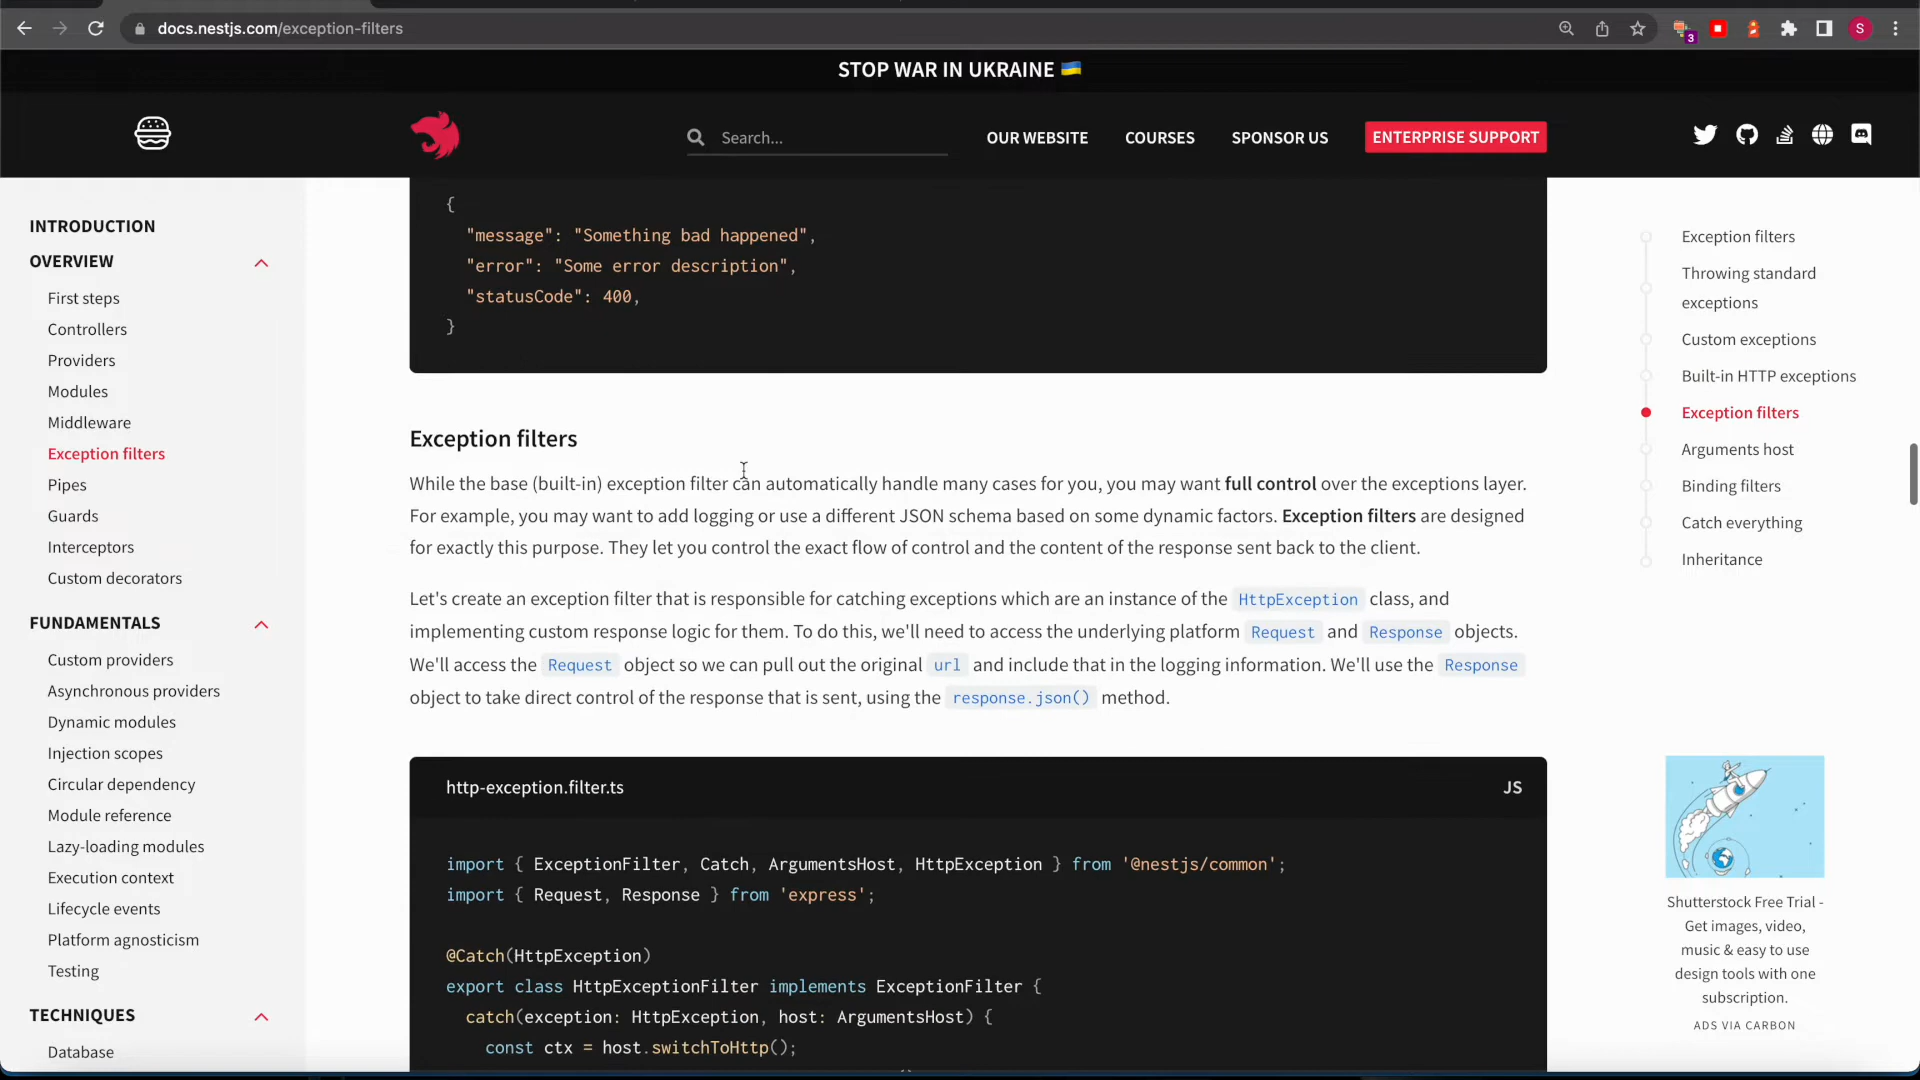 docs.nestjs.com/exception-filters
3
S
STOP WAR IN UKRAINE 🇺🇦
Search...
OUR WEBSITE
COURSES
SPONSOR US
ENTERPRISE SUPPORT
INTRODUCTION
OVERVIEW
First steps
Controllers
Providers
Modules
Middleware
Exception filters
Pipes
Guards
Interceptors
Custom decorators
FUNDAMENTALS
Custom providers
Asynchronous providers
Dynamic modules
Injection scopes
Circular dependency
Module reference
Lazy-loading modules
Execution context
Lifecycle events
Platform agnosticism
Testing
TECHNIQUES
Database
{
"message": "Something bad happened",
"error": "Some error description",
"statusCode": 400,
}
Exception filters
While the base (built-in) exception filter can automatically handle many cases for you, you may want full control over the exceptions layer.
For example, you may want to add logging or use a different JSON schema based on some dynamic factors. Exception filters are designed
for exactly this purpose. They let you control the exact flow of control and the content of the response sent back to the client.
Let's create an exception filter that is responsible for catching exceptions which are an instance of the HttpException class, and
implementing custom response logic for them. To do this, we'll need to access the underlying platform Request and Response objects.
We'll access the Request object so we can pull out the original url and include that in the logging information. We'll use the Response
object to take direct control of the response that is sent, using the response.json() method.
http-exception.filter.ts
JS
import { ExceptionFilter, Catch, ArgumentsHost, HttpException } from '@nestjs/common';
import { Request, Response } from 'express';
@Catch(HttpException)
export class HttpExceptionFilter implements ExceptionFilter {
catch(exception: HttpException, host: ArgumentsHost) {
const ctx = host.switchToHttp();
Exception filters
Throwing standard
exceptions
Custom exceptions
Built-in HTTP exceptions
Exception filters
Arguments host
Binding filters
Catch everything
Inheritance
Shutterstock Free Trial -
Get images, video,
music & easy to use
design tools with one
subscription.
ADS VIA CARBON